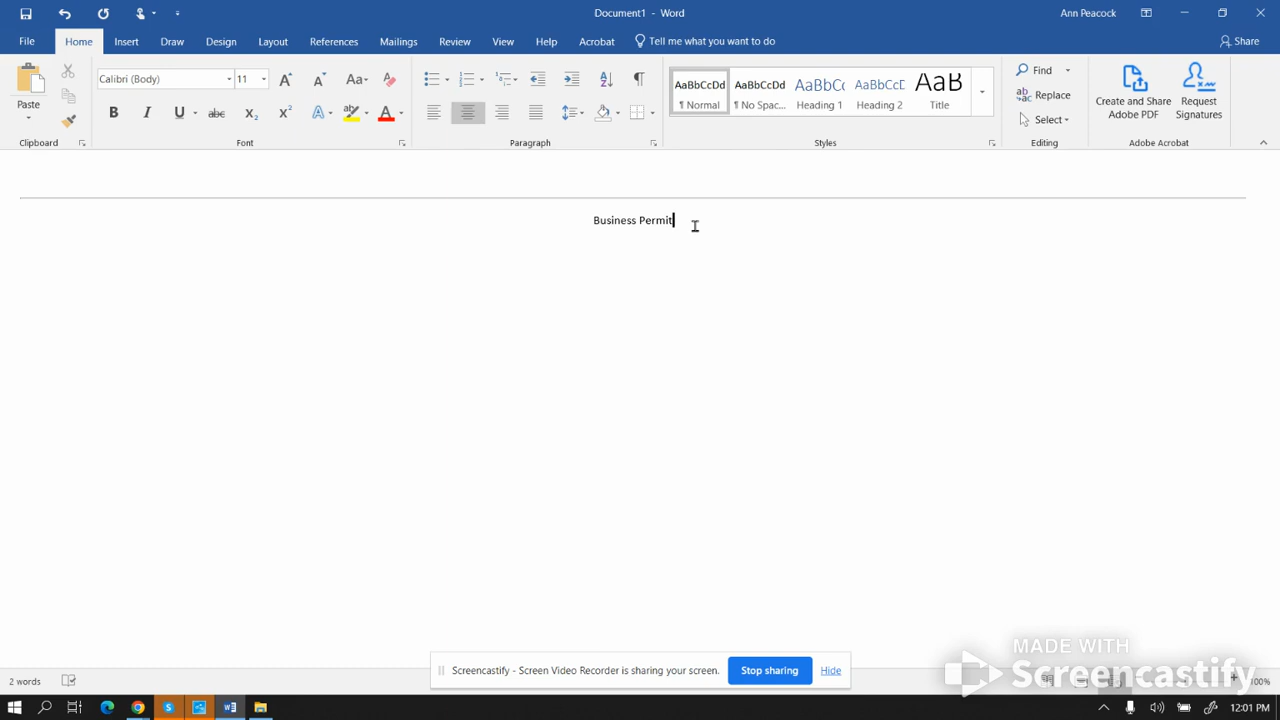 Document1 - Word
Ann Peacock
File Home Insert Draw Design Layout References Mailings Review View Help Acrobat Tell me what you want to do Share
Paste
Clipboard
Calibri (Body) 11
Font
Paragraph
AaBbCcDd AaBbCcDd AaBbCc AaBbCcE AaB
¶ Normal ¶ No Spac... Heading 1 Heading 2 Title
Styles
Find
Replace
Select
Editing
Create and Share Adobe PDF
Request Signatures
Adobe Acrobat
Business Permit
Screencastify - Screen Video Recorder is sharing your screen. Stop sharing Hide
MADE WITH
Screencastify
2 words
100%
12:01 PM